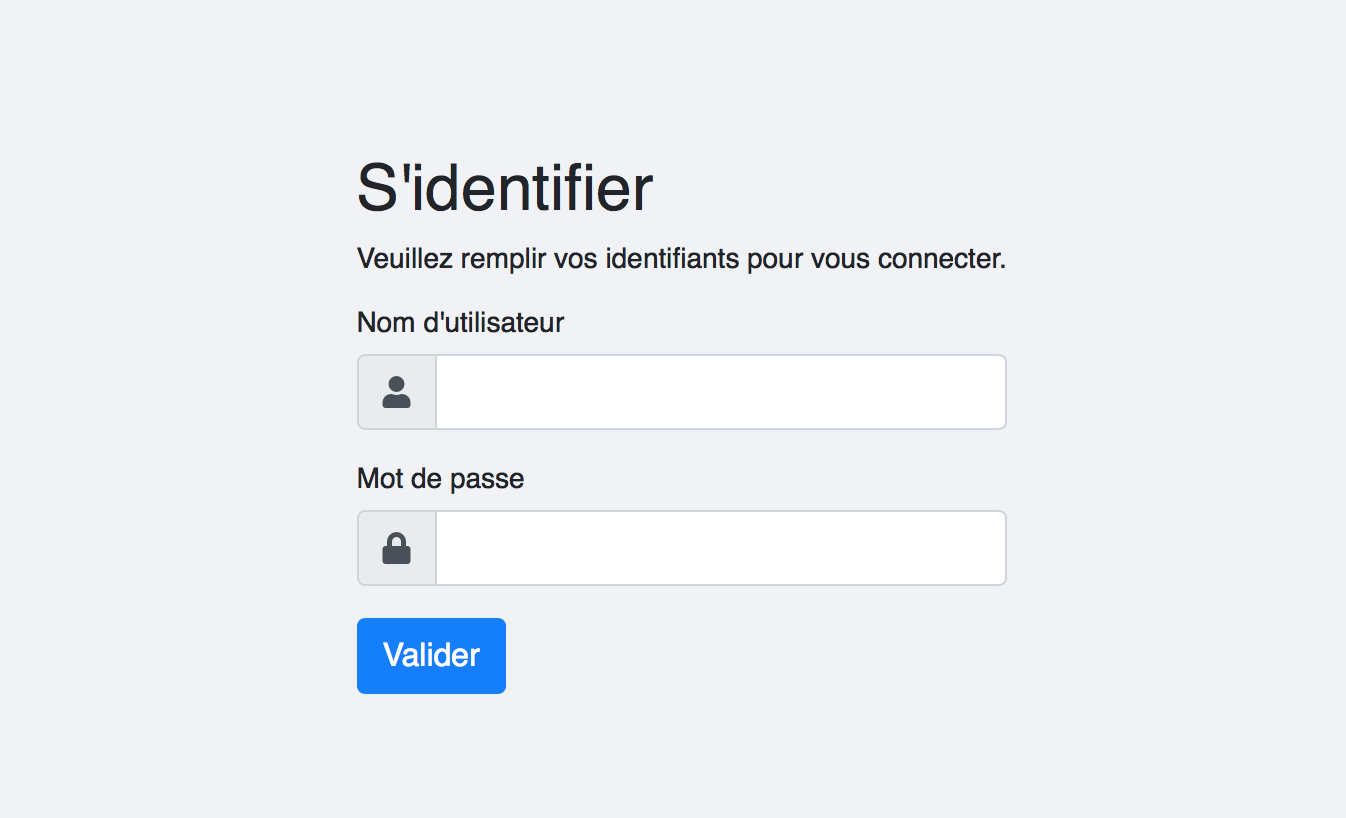 S'identifier
Veuillez remplir vos identifiants pour vous connecter.
Nom d'utilisateur
Mot de passe
Valider